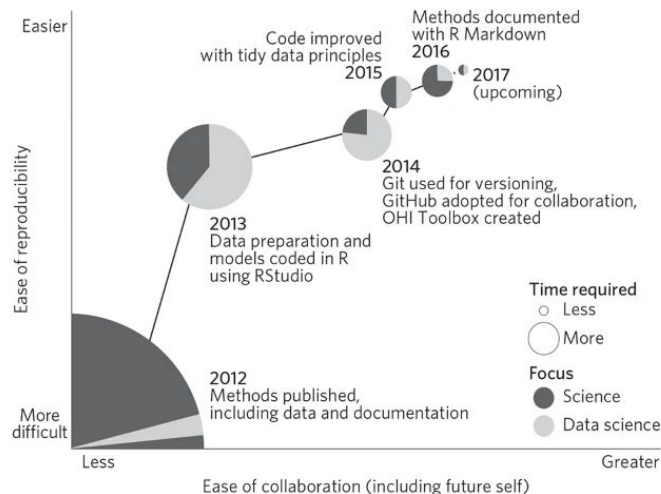 Easier
Ease of reproducibility
More
difficult
Methods documented
with R Markdown
2016
Code improved
with tidy data principles
2015
2017
(upcoming)
2014
Git used for versioning,
GitHub adopted for collaboration,
OHI Toolbox created
2013
Data preparation and
models coded in R
using RStudio
2012
Methods published,
including data and documentation
Time required
Less
More
Focus
Science
Data science
Less
Greater
Ease of collaboration (including future self)